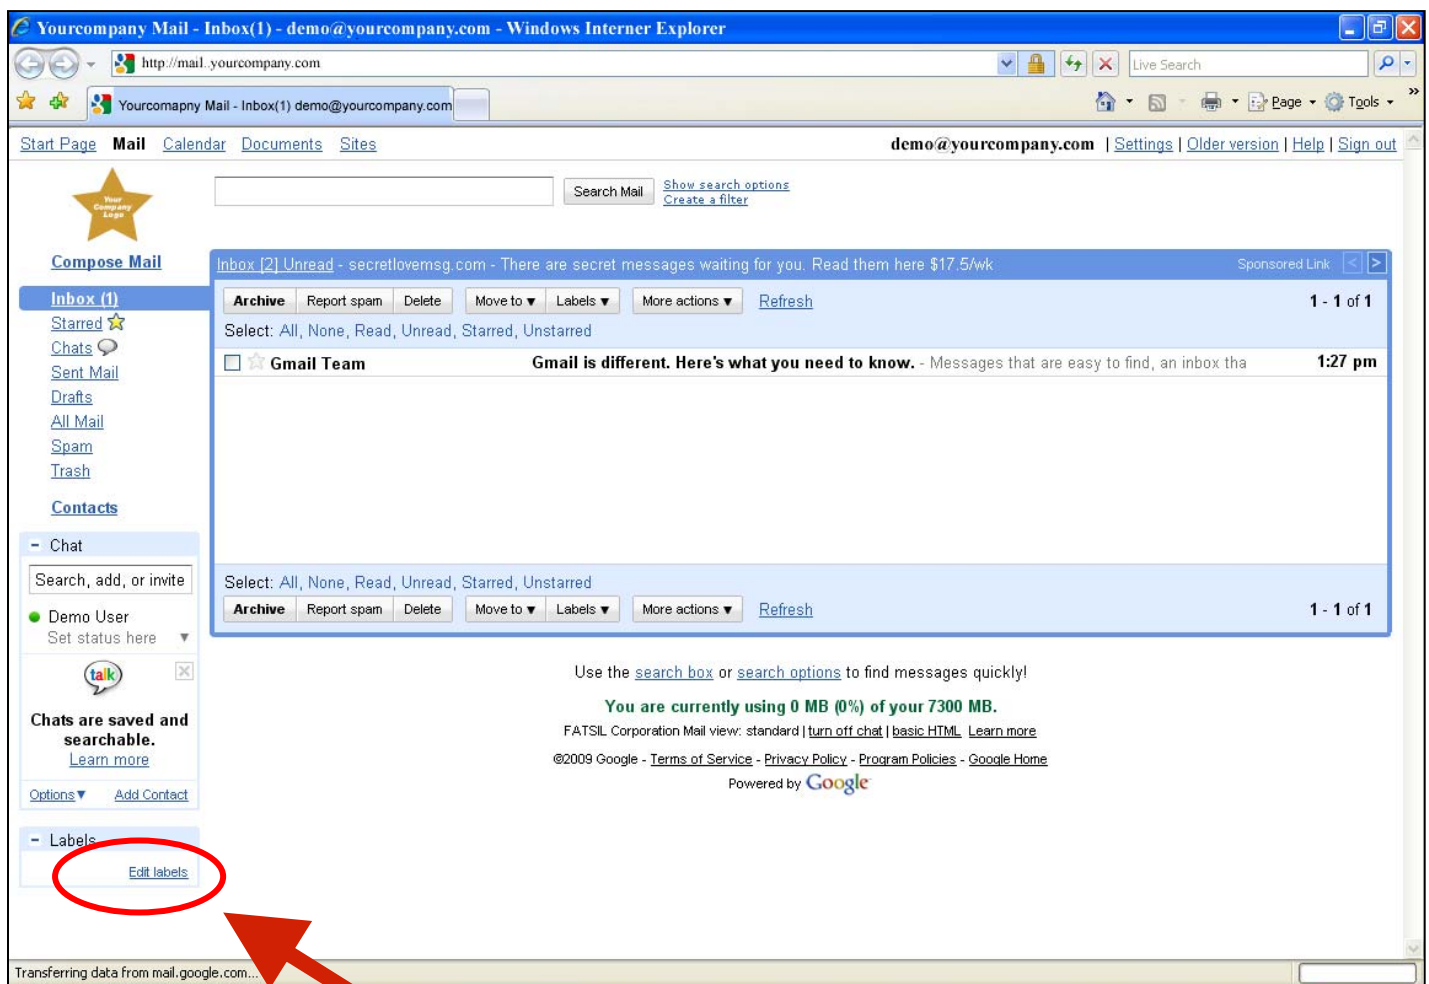 Yourcompany Mail - Inbox(1) - demo@yourcompany.com - Windows Interner Explorer
http://mail..yourcompany.com
Live Search
Yourcomapny Mail - Inbox(1) demo@yourcompany.com
Page Tools »
Start Page Mail Calendar Documents Sites
demo@yourcompany.com | Settings | Older version | Help | Sign out
Your
Company
Logo
Search Mail
Show search options
Create a filter
Compose Mail
Inbox [2] Unread - secretlovemsg.com - There are secret messages waiting for you. Read them here $17.5/wk
Sponsored Link < >
Inbox (1)
Starred
Chats
Sent Mail
Drafts
All Mail
Spam
Trash
Contacts
Archive Report spam Delete Move to ▼ Labels ▼ More actions ▼ Refresh 1 - 1 of 1
Select: All, None, Read, Unread, Starred, Unstarred
Gmail Team Gmail is different. Here's what you need to know. - Messages that are easy to find, an inbox tha 1:27 pm
– Chat
Search, add, or invite
Demo User
Set status here ▼
talk
Chats are saved and
searchable.
Learn more
Options▼ Add Contact
– Labels
Edit labels
Select: All, None, Read, Unread, Starred, Unstarred
Archive Report spam Delete Move to ▼ Labels ▼ More actions ▼ Refresh 1 - 1 of 1
Use the search box or search options to find messages quickly!
You are currently using 0 MB (0%) of your 7300 MB.
FATSIL Corporation Mail view: standard | turn off chat | basic HTML Learn more
©2009 Google - Terms of Service - Privacy Policy - Program Policies - Google Home
Powered by Google
Transferring data from mail.google.com...